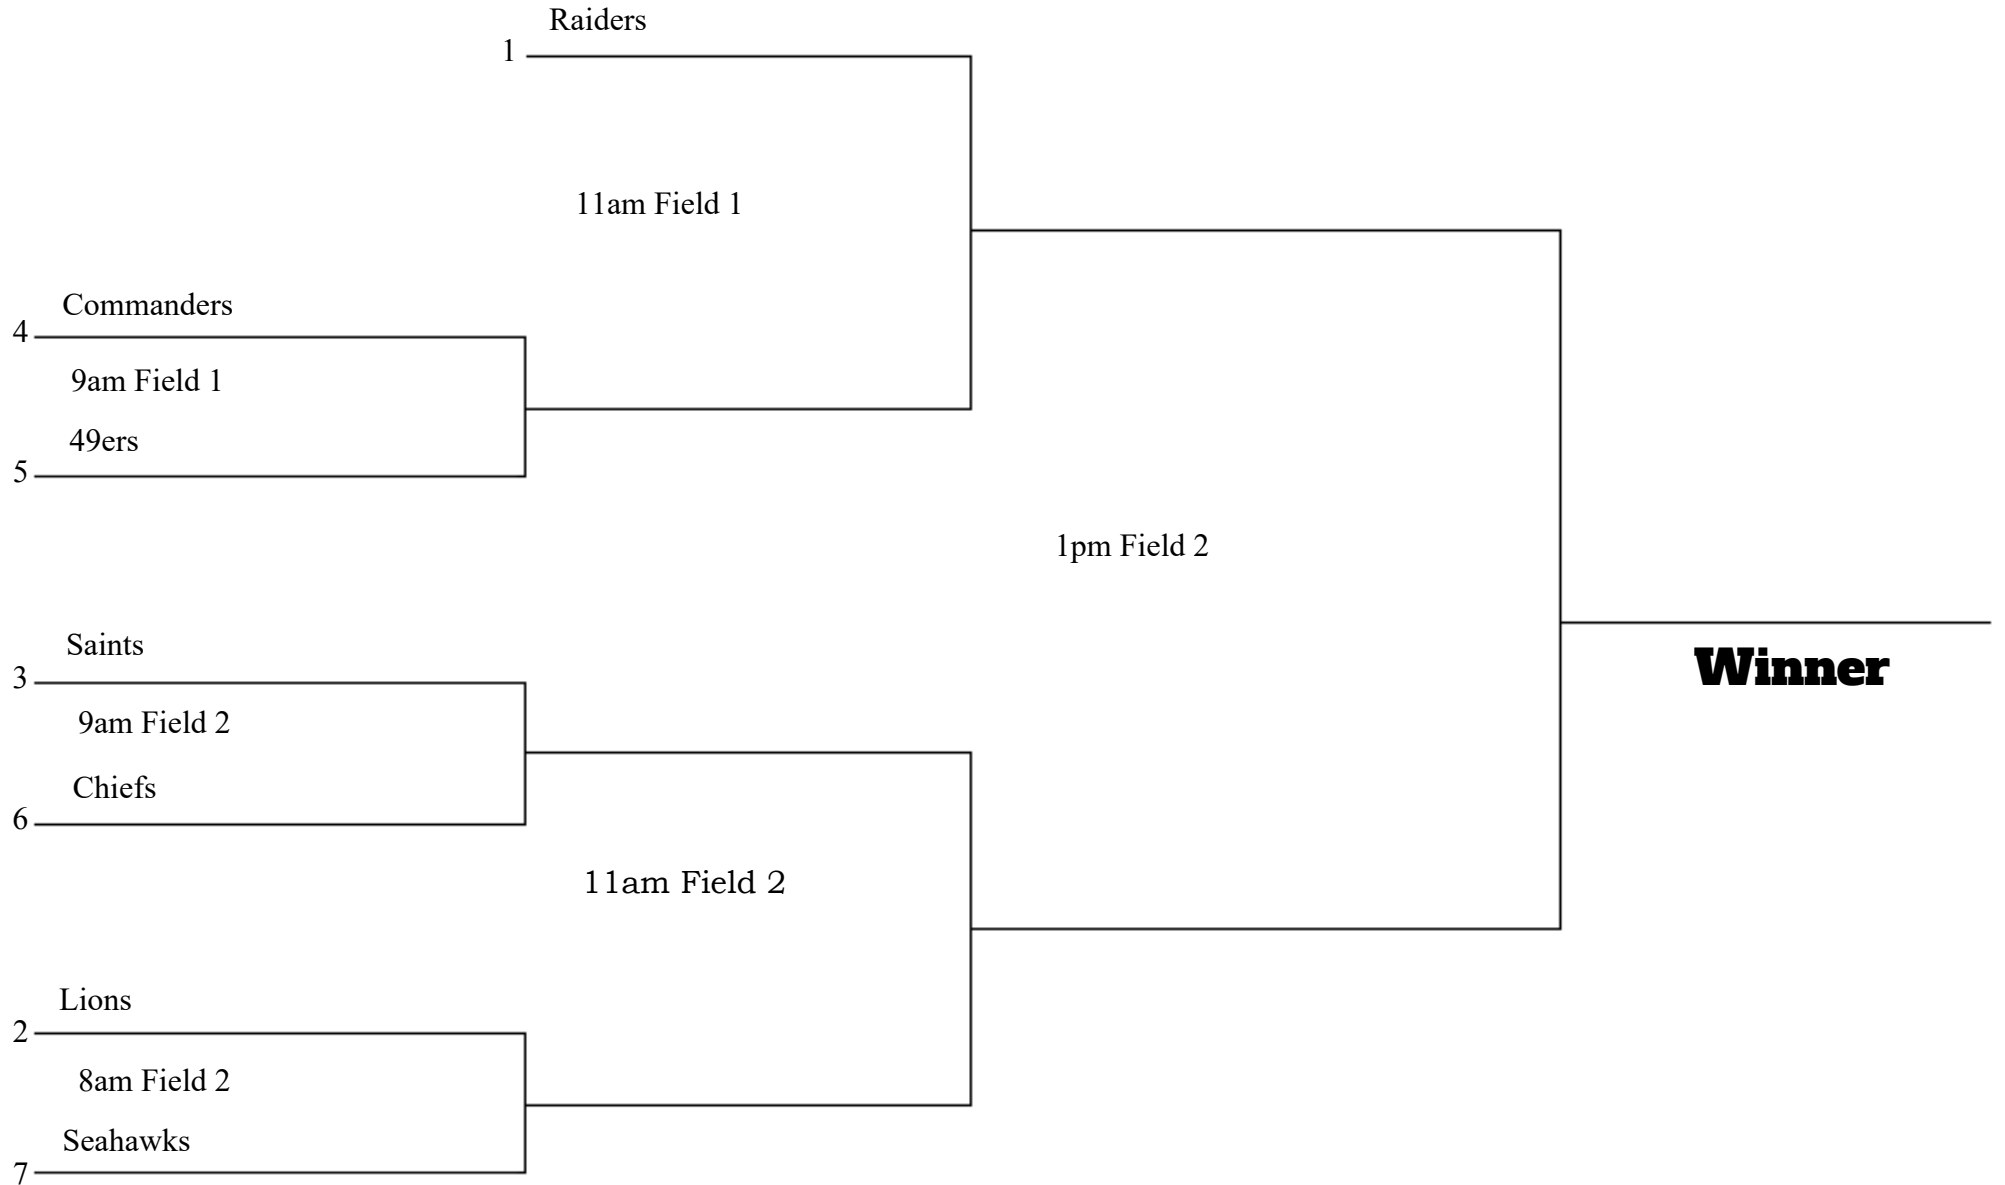 Raiders
1
11am Field 1
Commanders
4
9am Field 1
49ers
5
1pm Field 2
Saints
3
Winner
9am Field 2
Chiefs
6
11am Field 2
Lions
2
8am Field 2
Seahawks
7